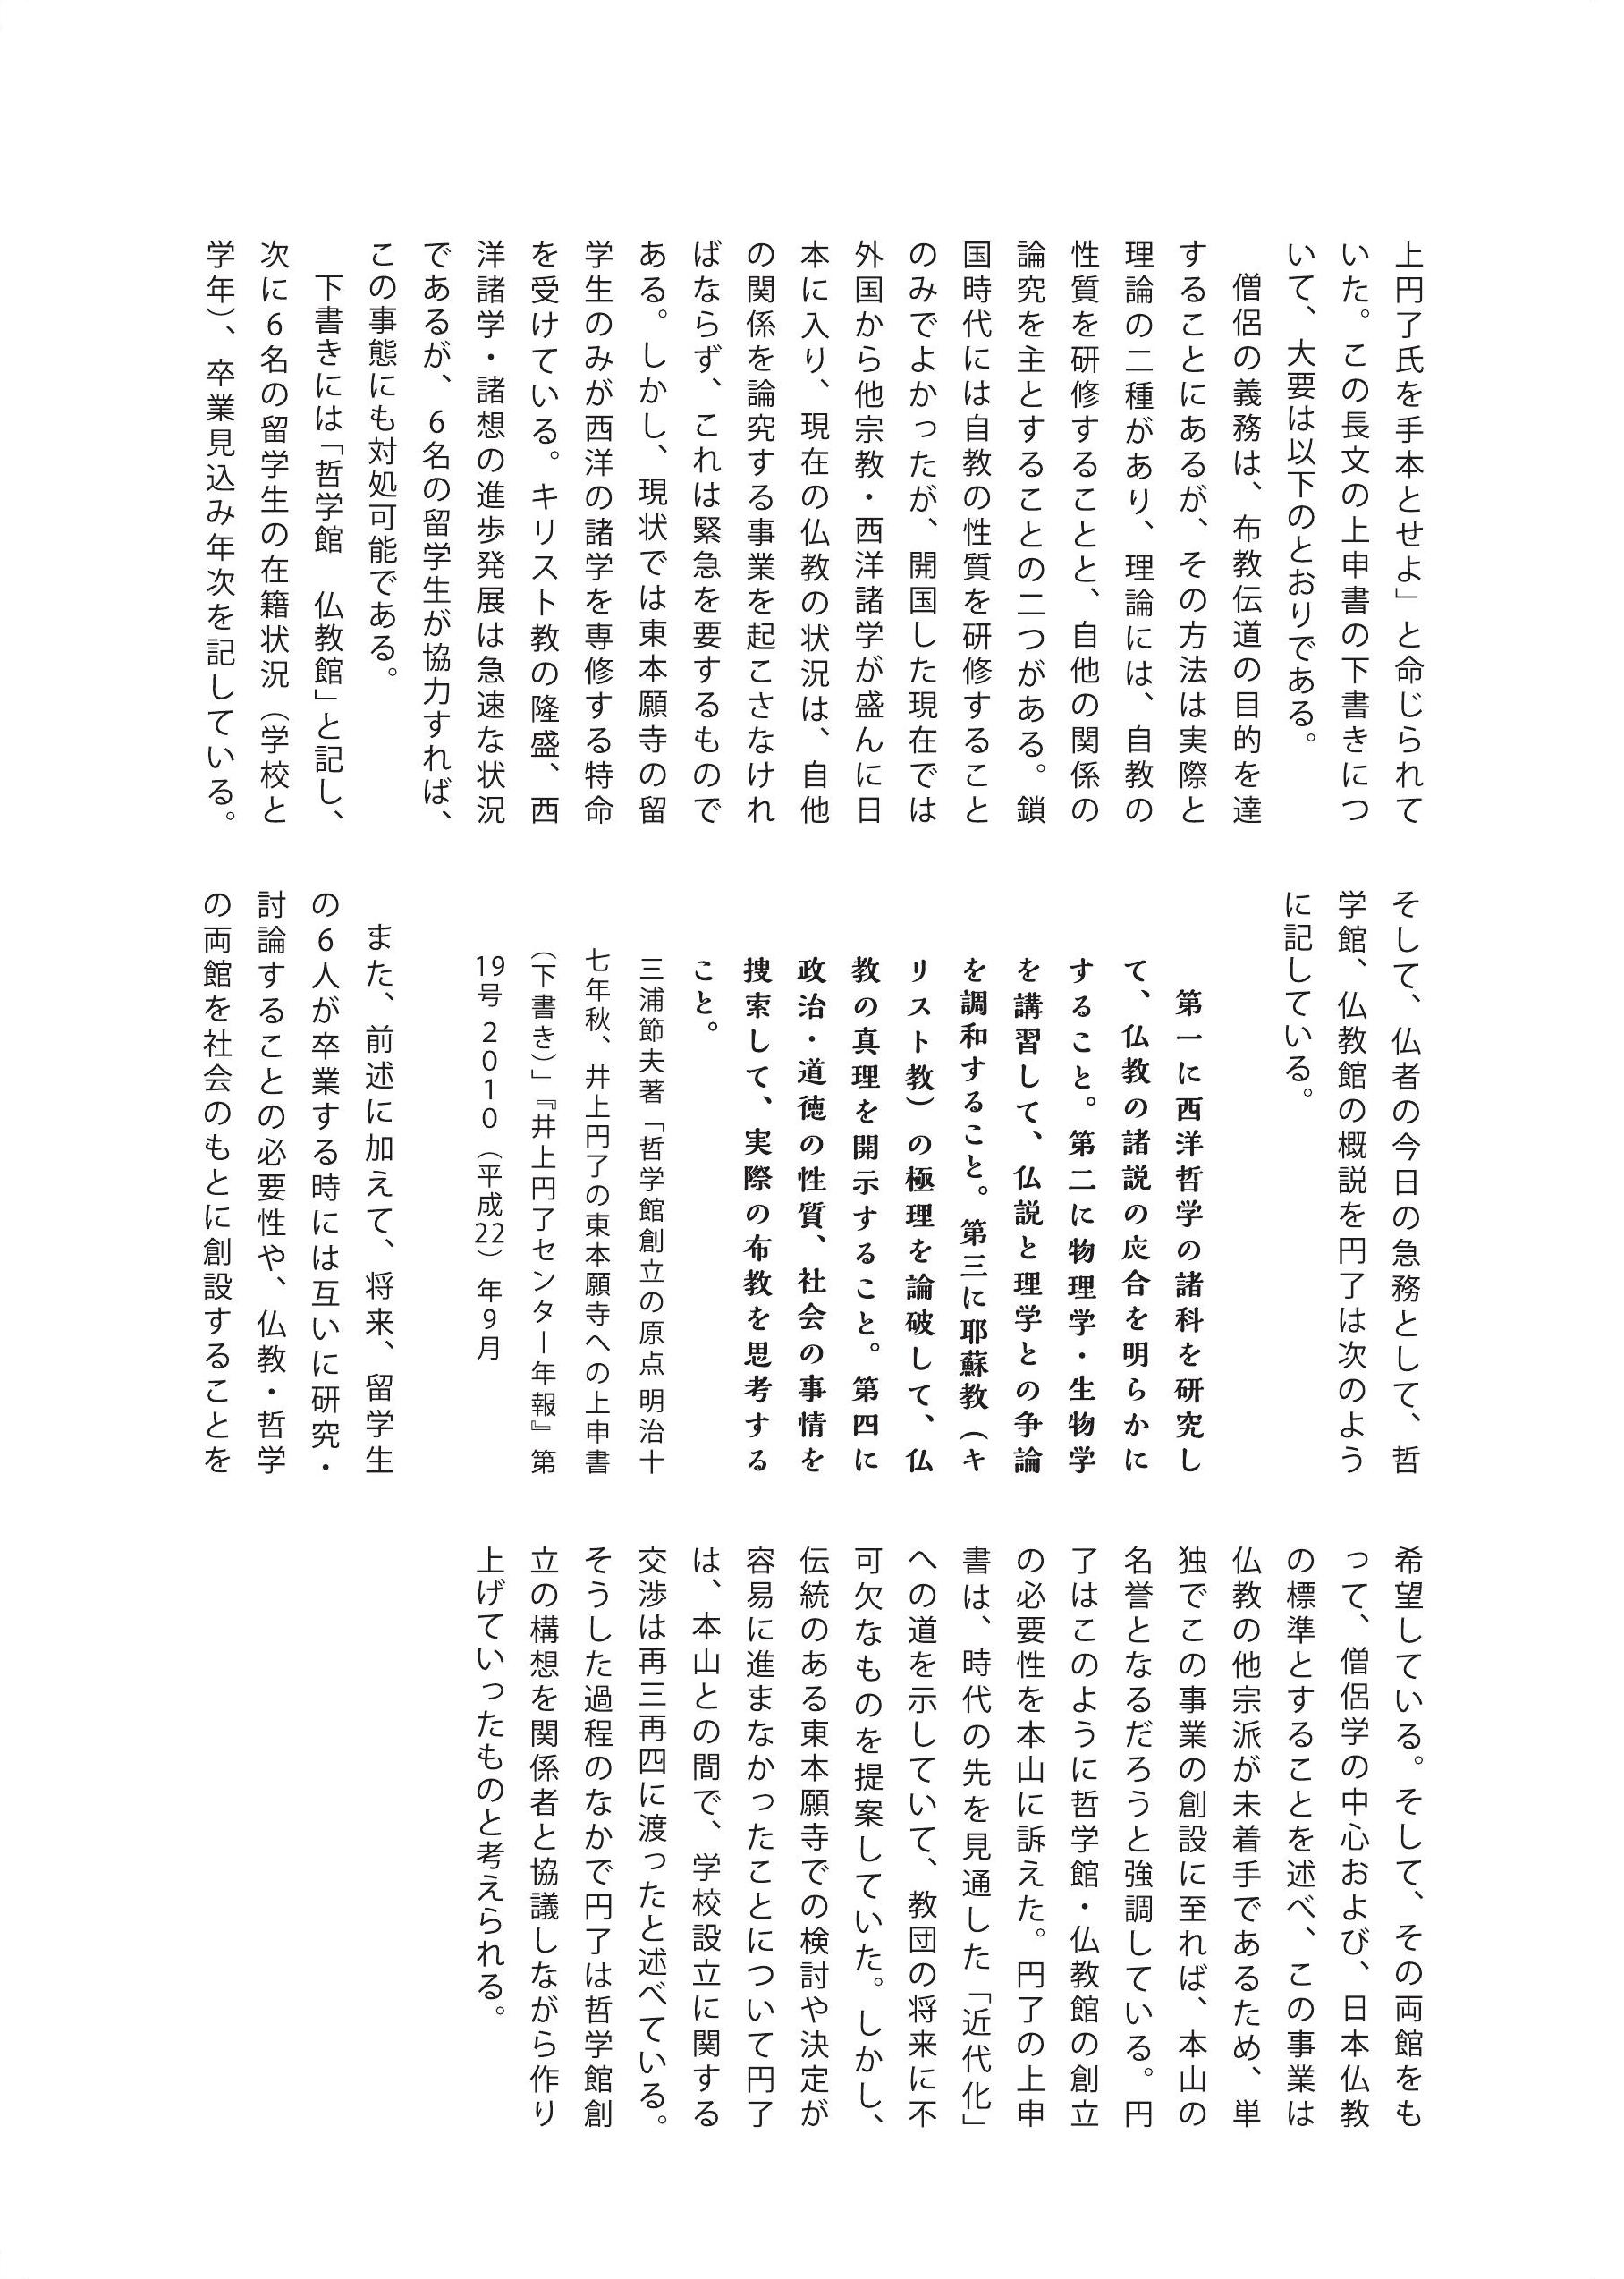 上円了氏を手本とせよ」と命じられて
いた。この長文の上申書の下書きにつ
いて、大要は以下のとおりである。
僧侶の義務は、布教伝道の目的を達
することにあるが、その方法は実際と
理論の二種があり、理論には、自教の
性質を研修することと、自他の関係の
論究を主とすることの二つがある。鎖
国時代には自教の性質を研修すること
のみでよかったが、開国した現在では
外国から他宗教・西洋諸学が盛んに日
本に入り、現在の仏教の状況は、自他
の関係を論究する事業を起こさなけれ
ばならず、これは緊急を要するもので
ある。しかし、現状では東本願寺の留
学生のみが西洋の諸学を専修する特命
を受けている。キリスト教の隆盛、西
洋諸学・諸想の進歩発展は急速な状況
であるが、6名の留学生が協力すれば、
この事態にも対処可能である。
下書きには「哲学館　仏教館」と記し、
次に6名の留学生の在籍状況（学校と
学年）、卒業見込み年次を記している。
そして、仏者の今日の急務として、哲
学館、仏教館の概説を円了は次のよう
に記している。
第一に西洋哲学の諸科を研究し
て、仏教の諸説の応合を明らかに
すること。第二に物理学・生物学
を講習して、仏説と理学との争論
を調和すること。第三に耶蘇教（キ
リスト教）の極理を論破して、仏
教の真理を開示すること。第四に
政治・道徳の性質、社会の事情を
捜索して、実際の布教を思考する
こと。
三浦節夫著「哲学館創立の原点 明治十
七年秋、井上円了の東本願寺への上申書
（下書き）」『井上円了センター年報』第
19号 2010（平成22）年9月
また、前述に加えて、将来、留学生
の6人が卒業する時には互いに研究・
討論することの必要性や、仏教・哲学
の両館を社会のもとに創設することを
希望している。そして、その両館をも
って、僧侶学の中心および、日本仏教
の標準とすることを述べ、この事業は
仏教の他宗派が未着手であるため、単
独でこの事業の創設に至れば、本山の
名誉となるだろうと強調している。円
了はこのように哲学館・仏教館の創立
の必要性を本山に訴えた。円了の上申
書は、時代の先を見通した「近代化」
への道を示していて、教団の将来に不
可欠なものを提案していた。しかし、
伝統のある東本願寺での検討や決定が
容易に進まなかったことについて円了
は、本山との間で、学校設立に関する
交渉は再三再四に渡ったと述べている。
そうした過程のなかで円了は哲学館創
立の構想を関係者と協議しながら作り
上げていったものと考えられる。